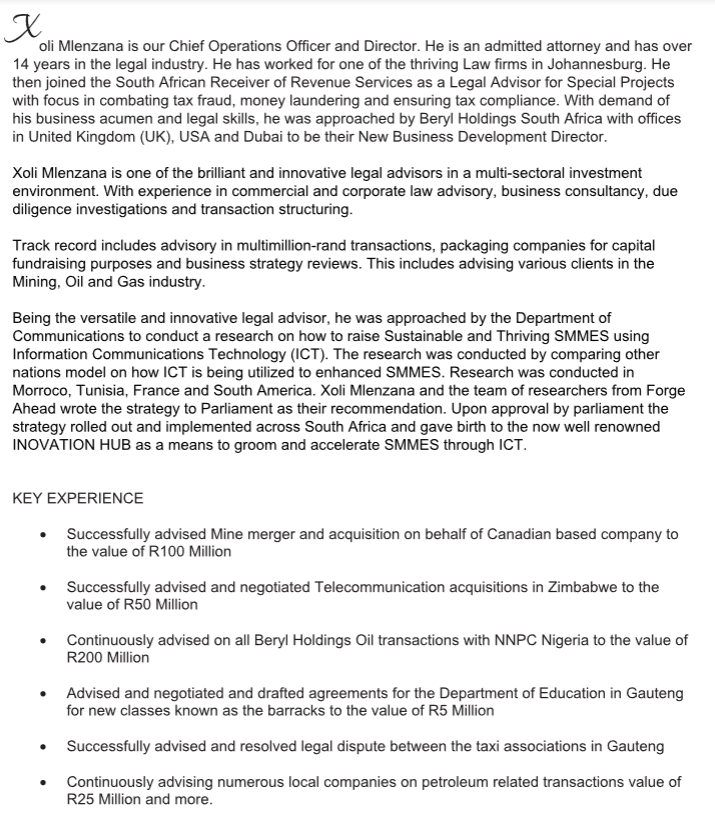 X
oli Mlenzana is our Chief Operations Officer and Director. He is an admitted attorney and has over
14 years in the legal industry. He has worked for one of the thriving Law firms in Johannesburg. He
then joined the South African Receiver of Revenue Services as a Legal Advisor for Special Projects
with focus in combating tax fraud, money laundering and ensuring tax compliance. With demand of
his business acumen and legal skills, he was approached by Beryl Holdings South Africa with offices
in United Kingdom (UK), USA and Dubai to be their New Business Development Director.
Xoli Mlenzana is one of the brilliant and innovative legal advisors in a multi-sectoral investment
environment. With experience in commercial and corporate law advisory, business consultancy, due
diligence investigations and transaction structuring.
Track record includes advisory in multimillion-rand transactions, packaging companies for capital
fundraising purposes and business strategy reviews. This includes advising various clients in the
Mining, Oil and Gas industry.
Being the versatile and innovative legal advisor, he was approached by the Department of
Communications to conduct a research on how to raise Sustainable and Thriving SMMES using
Information Communications Technology (ICT). The research was conducted by comparing other
nations model on how ICT is being utilized to enhanced SMMES. Research was conducted in
Morroco, Tunisia, France and South America. Xoli Mlenzana and the team of researchers from Forge
Ahead wrote the strategy to Parliament as their recommendation. Upon approval by parliament the
strategy rolled out and implemented across South Africa and gave birth to the now well renowned
INOVATION HUB as a means to groom and accelerate SMMES through ICT.
KEY EXPERIENCE
• Successfully advised Mine merger and acquisition on behalf of Canadian based company to
the value of R100 Million
• Successfully advised and negotiated Telecommunication acquisitions in Zimbabwe to the
value of R50 Million
• Continuously advised on all Beryl Holdings Oil transactions with NNPC Nigeria to the value of
R200 Million
• Advised and negotiated and drafted agreements for the Department of Education in Gauteng
for new classes known as the barracks to the value of R5 Million
• Successfully advised and resolved legal dispute between the taxi associations in Gauteng
• Continuously advising numerous local companies on petroleum related transactions value of
R25 Million and more.